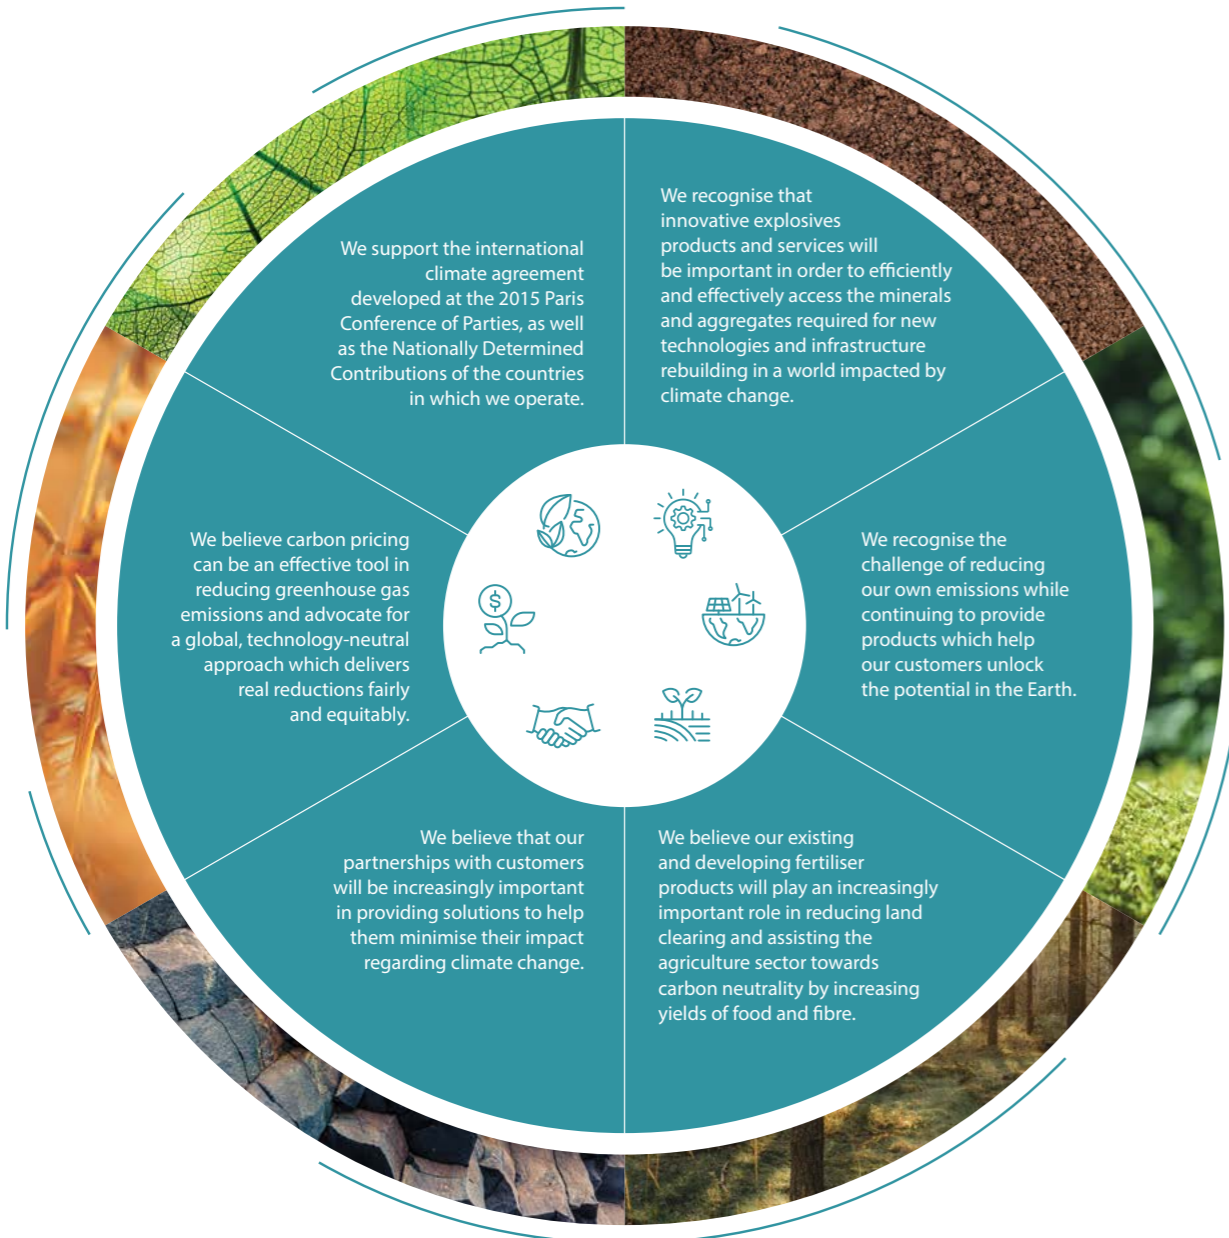 We support the international
climate agreement
developed at the 2015 Paris
Conference of Parties, as well
as the Nationally Determined
Contributions of the countries
in which we operate.
We recognise that
innovative explosives
products and services will
be important in order to efficiently
and effectively access the minerals
and aggregates required for new
technologies and infrastructure
rebuilding in a world impacted by
climate change.
We believe carbon pricing
can be an effective tool in
reducing greenhouse gas
emissions and advocate for
a global, technology-neutral
approach which delivers
real reductions fairly
and equitably.
$
We recognise the
challenge of reducing
our own emissions while
continuing to provide
products which help
our customers unlock
the potential in the Earth.
We believe that our
partnerships with customers
will be increasingly important
in providing solutions to help
them minimise their impact
regarding climate change.
We believe our existing
and developing fertiliser
products will play an increasingly
important role in reducing land
clearing and assisting the
agriculture sector towards
carbon neutrality by increasing
yields of food and fibre.